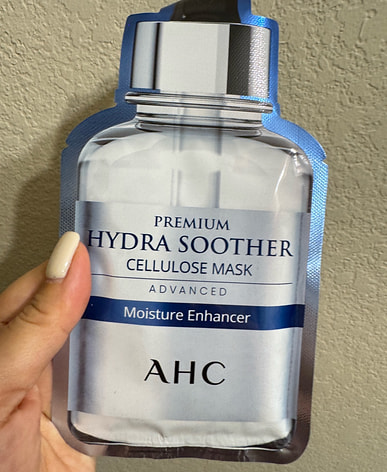 PREMIUM
HYDRA SOOTHER
CELLULOSE MASK
ADVANCED
Moisture Enhancer
AHC